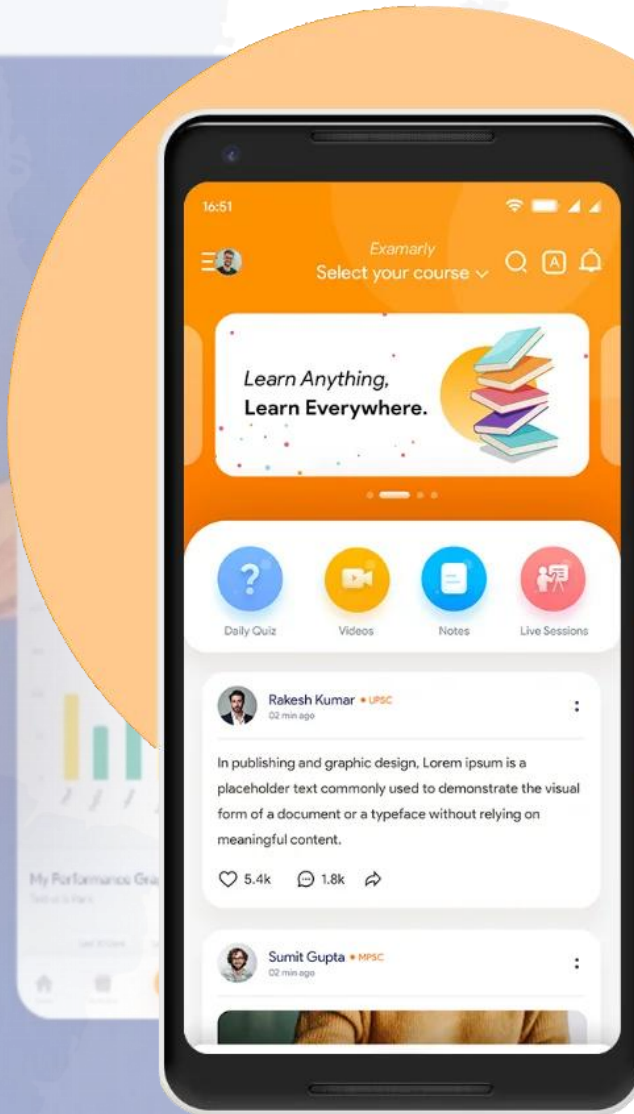 16:51
Examarly
Select your course
A
Learn Anything,
Learn Everywhere.
?
Daily Quiz
Videos
Notes
Live Sessions
Rakesh Kumar • UPSC
02 min ago
In publishing and graphic design, Lorem ipsum is a
placeholder text commonly used to demonstrate the visual
form of a document or a typeface without relying on
meaningful content.
5.4k
1.8k
Sumit Gupta • MPSC
02 min ago
My Performance Gra